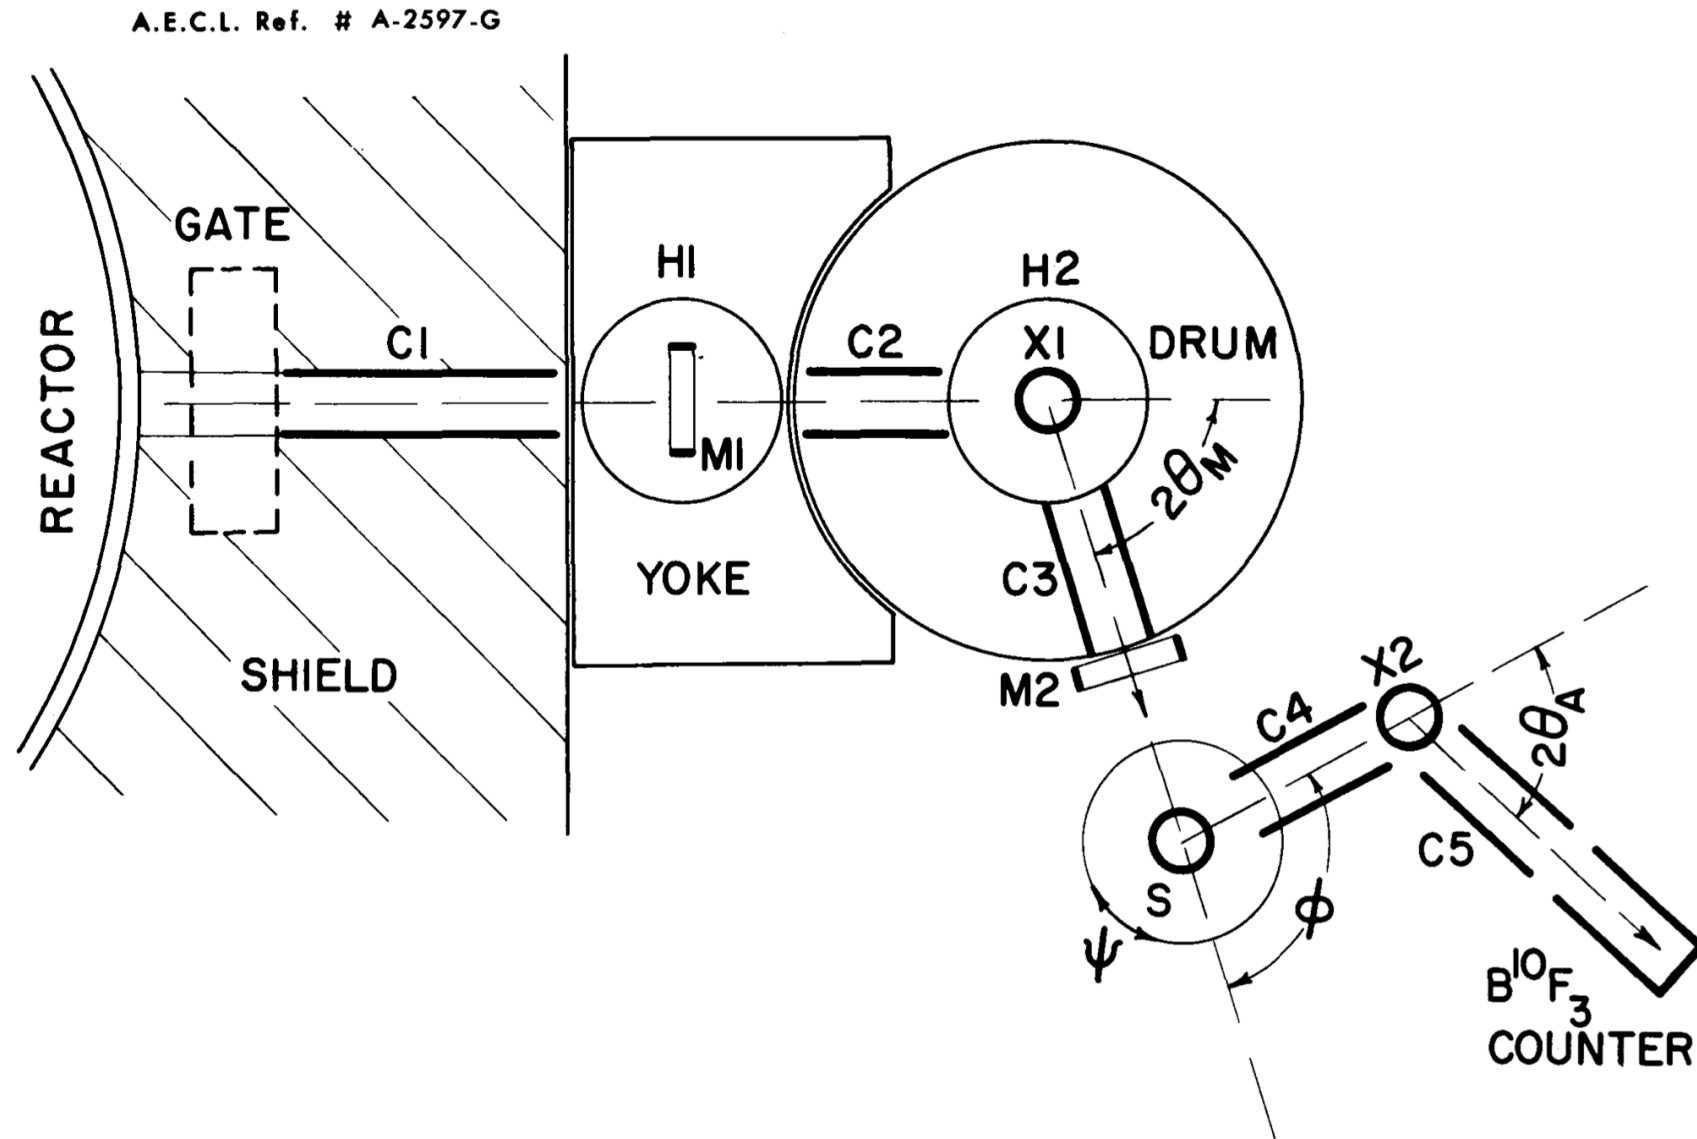 A.E.C.L. Ref. # A-2597-G
GATE
H1
H2
REACTOR
C1
C2
X1
DRUM
M1
2θM
YOKE
C3
SHIELD
M2
C4
X2
2θA
S
C5
ψ
ϕ
B¹⁰F₃
COUNTER